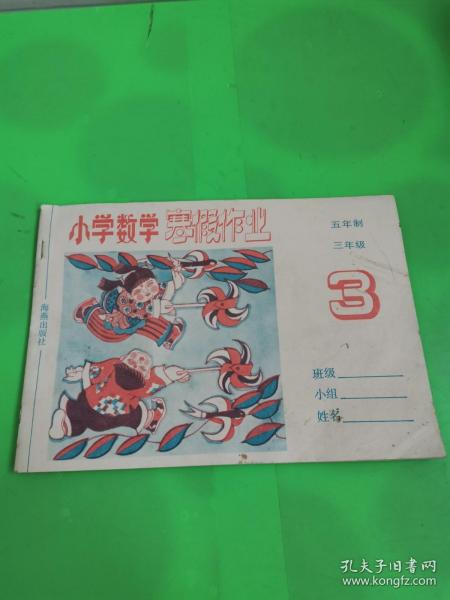 小学数学 寒假作业
五年制
三年级
3
班级
小组
姓名
海燕出版社
孔夫子旧书网
www.kongfz.com